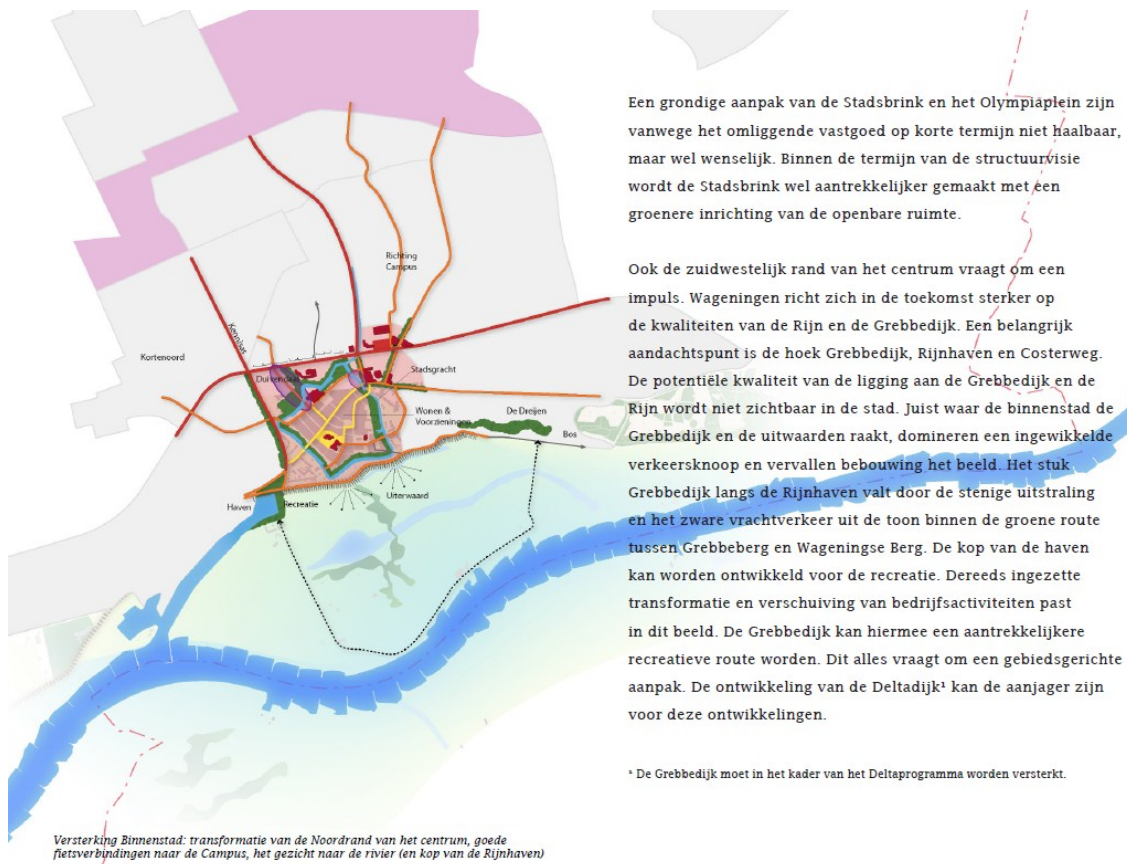 Een grondige aanpak van de Stadsbrink en het Olympiaplein zijn
vanwege het omliggende vastgoed op korte termijn niet haalbaar,
maar wel wenselijk. Binnen de termijn van de structuurvisie
wordt de Stadsbrink wel aantrekkelijker gemaakt met een
groenere inrichting van de openbare ruimte.
Ook de zuidwestelijk rand van het centrum vraagt om een
impuls. Wageningen richt zich in de toekomst sterker op
de kwaliteiten van de Rijn en de Grebbedijk. Een belangrijk
aandachtspunt is de hoek Grebbedijk, Rijnhaven en Costerweg.
De potentiële kwaliteit van de ligging aan de Grebbedijk en de
Rijn wordt niet zichtbaar in de stad. Juist waar de binnenstad de
Grebbedijk en de uitwaarden raakt, domineren een ingewikkelde
verkeersknoop en vervallen bebouwing het beeld. Het stuk
Grebbedijk langs de Rijnhaven valt door de stenige uitstraling
en het zware vrachtverkeer uit de toon binnen de groene route
tussen Grebbeberg en Wageningse Berg. De kop van de haven
kan worden ontwikkeld voor de recreatie. Dereeds ingezette
transformatie en verschuiving van bedrijfsactiviteiten past
in dit beeld. De Grebbedijk kan hiermee een aantrekkelijkere
recreatieve route worden. Dit alles vraagt om een gebiedsgerichte
aanpak. De ontwikkeling van de Deltadijk¹ kan de aanjager zijn
voor deze ontwikkelingen.
¹ De Grebbedijk moet in het kader van het Deltaprogramma worden versterkt.
Richting
Campus
Kennisas
Kortenoord
Duivendaal
Stadsgracht
Wonen &
Voorzieningen
De Dreijen
Bos
Uiterwaard
Haven
Recreatie
Versterking Binnenstad: transformatie van de Noordrand van het centrum, goede
fietsverbindingen naar de Campus, het gezicht naar de rivier (en kop van de Rijnhaven)